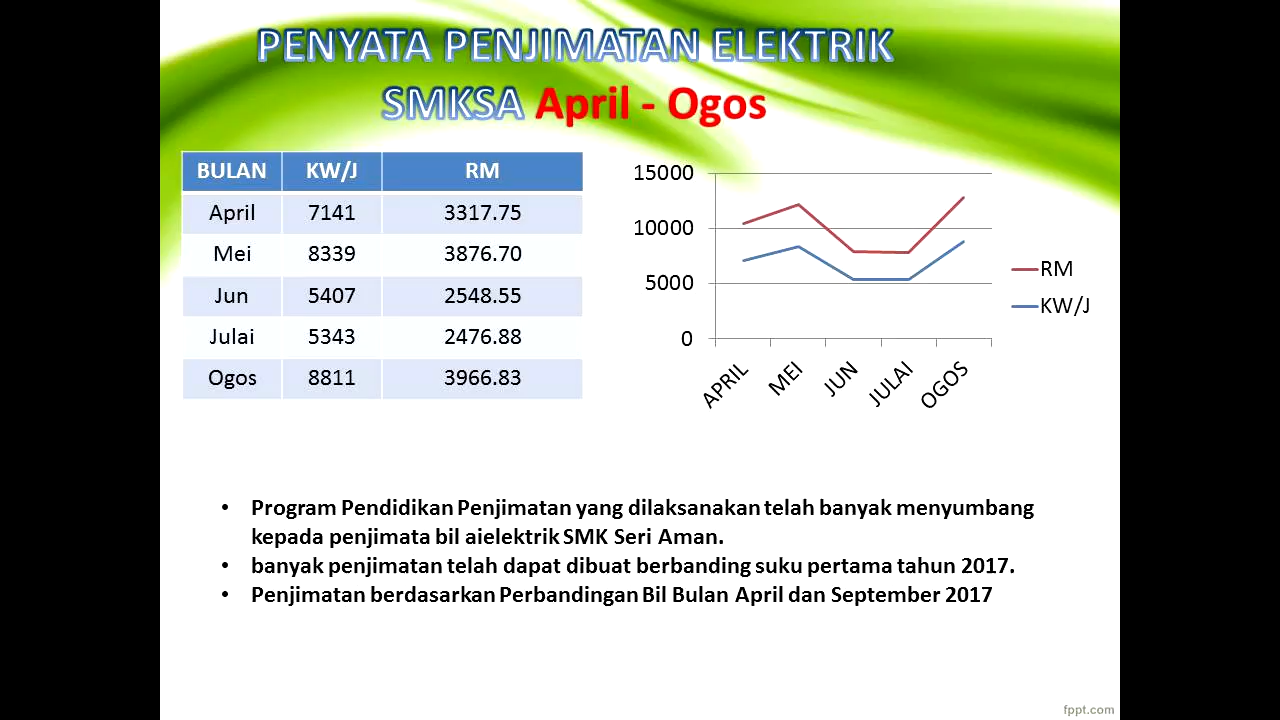 PENYATA PENJIMATAN ELEKTRIK
SMKSA April - Ogos
BULAN KW/J RM
April 7141 3317.75
Mei 8339 3876.70
Jun 5407 2548.55
Julai 5343 2476.88
Ogos 8811 3966.83
15000
10000
5000
0
APRIL MEI JUN JULAI OGOS
RM
KW/J
• Program Pendidikan Penjimatan yang dilaksanakan telah banyak menyumbang
kepada penjimata bil aielektrik SMK Seri Aman.
• banyak penjimatan telah dapat dibuat berbanding suku pertama tahun 2017.
• Penjimatan berdasarkan Perbandingan Bil Bulan April dan September 2017
fppt.com